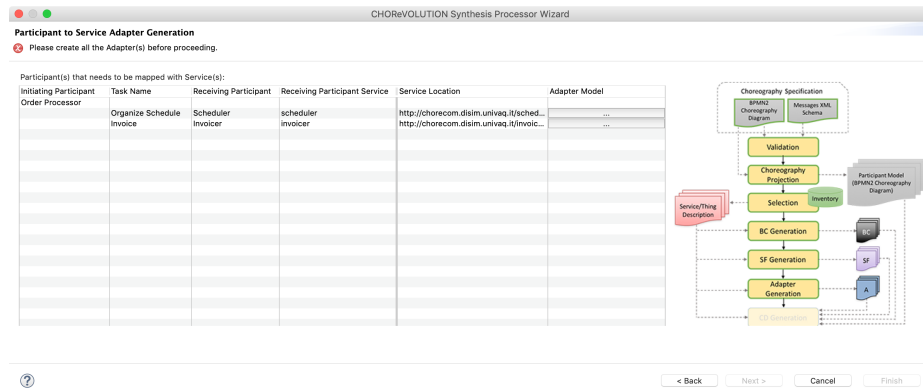 CHOReVOLUTION Synthesis Processor Wizard
Participant to Service Adapter Generation
Please create all the Adapter(s) before proceeding.
Participant(s) that needs to be mapped with Service(s):
Initiating Participant Task Name Receiving Participant Receiving Participant Service Service Location Adapter Model
Order Processor
Organize Schedule Scheduler scheduler http://chorecom.disim.univaq.it/sched... ...
Invoice Invoicer invoicer http://chorecom.disim.univaq.it/invoic... ...
Choreography Specification
BPMN2
Choreography
Diagram
Messages XML
Schema
Validation
Choreography
Projection
Participant Model
(BPMN2 Choreography
Diagram)
Selection
Inventory
Service/Thing
Description
BC Generation
BC
SF Generation
SF
Adapter
Generation
A
CD Generation
?
< Back Next > Cancel Finish